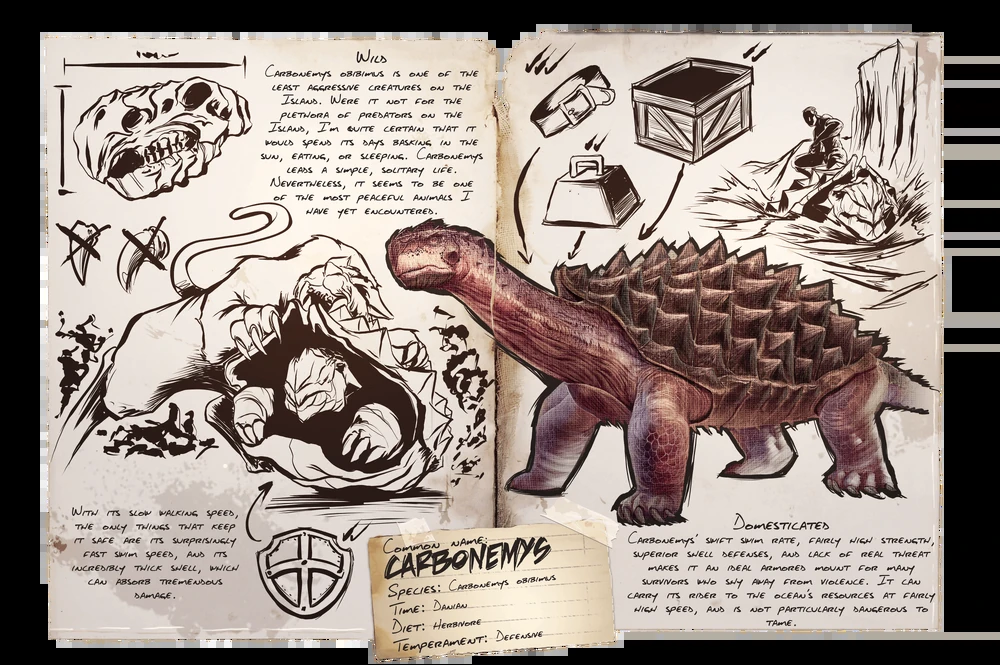 Wild
Carbonemys obibimus is one of the
least aggressive creatures on the
Island. Were it not for the
plethora of predators on the
Island, I'm quite certain that it
would spend its days basking in the
sun, eating, or sleeping. Carbonemys
leads a simple, solitary life.
Nevertheless, it seems to be one
of the most peaceful animals I
have yet encountered.
With its slow walking speed,
the only things that keep
it safe are its surprisingly
fast swim speed, and its
incredibly thick shell, which
can absorb tremendous
damage.
Common name:
CARBONEMYS
Species: Carbonemys obibimus
Time: Danian
Diet: Herbivore
Temperament: Defensive
Domesticated
Carbonemys' swift swim rate, fairly high strength,
superior shell defenses, and lack of real threat
makes it an ideal armored mount for many
survivors who shy away from violence. It can
carry its rider to the ocean's resources at fairly
high speed, and is not particularly dangerous to
tame.